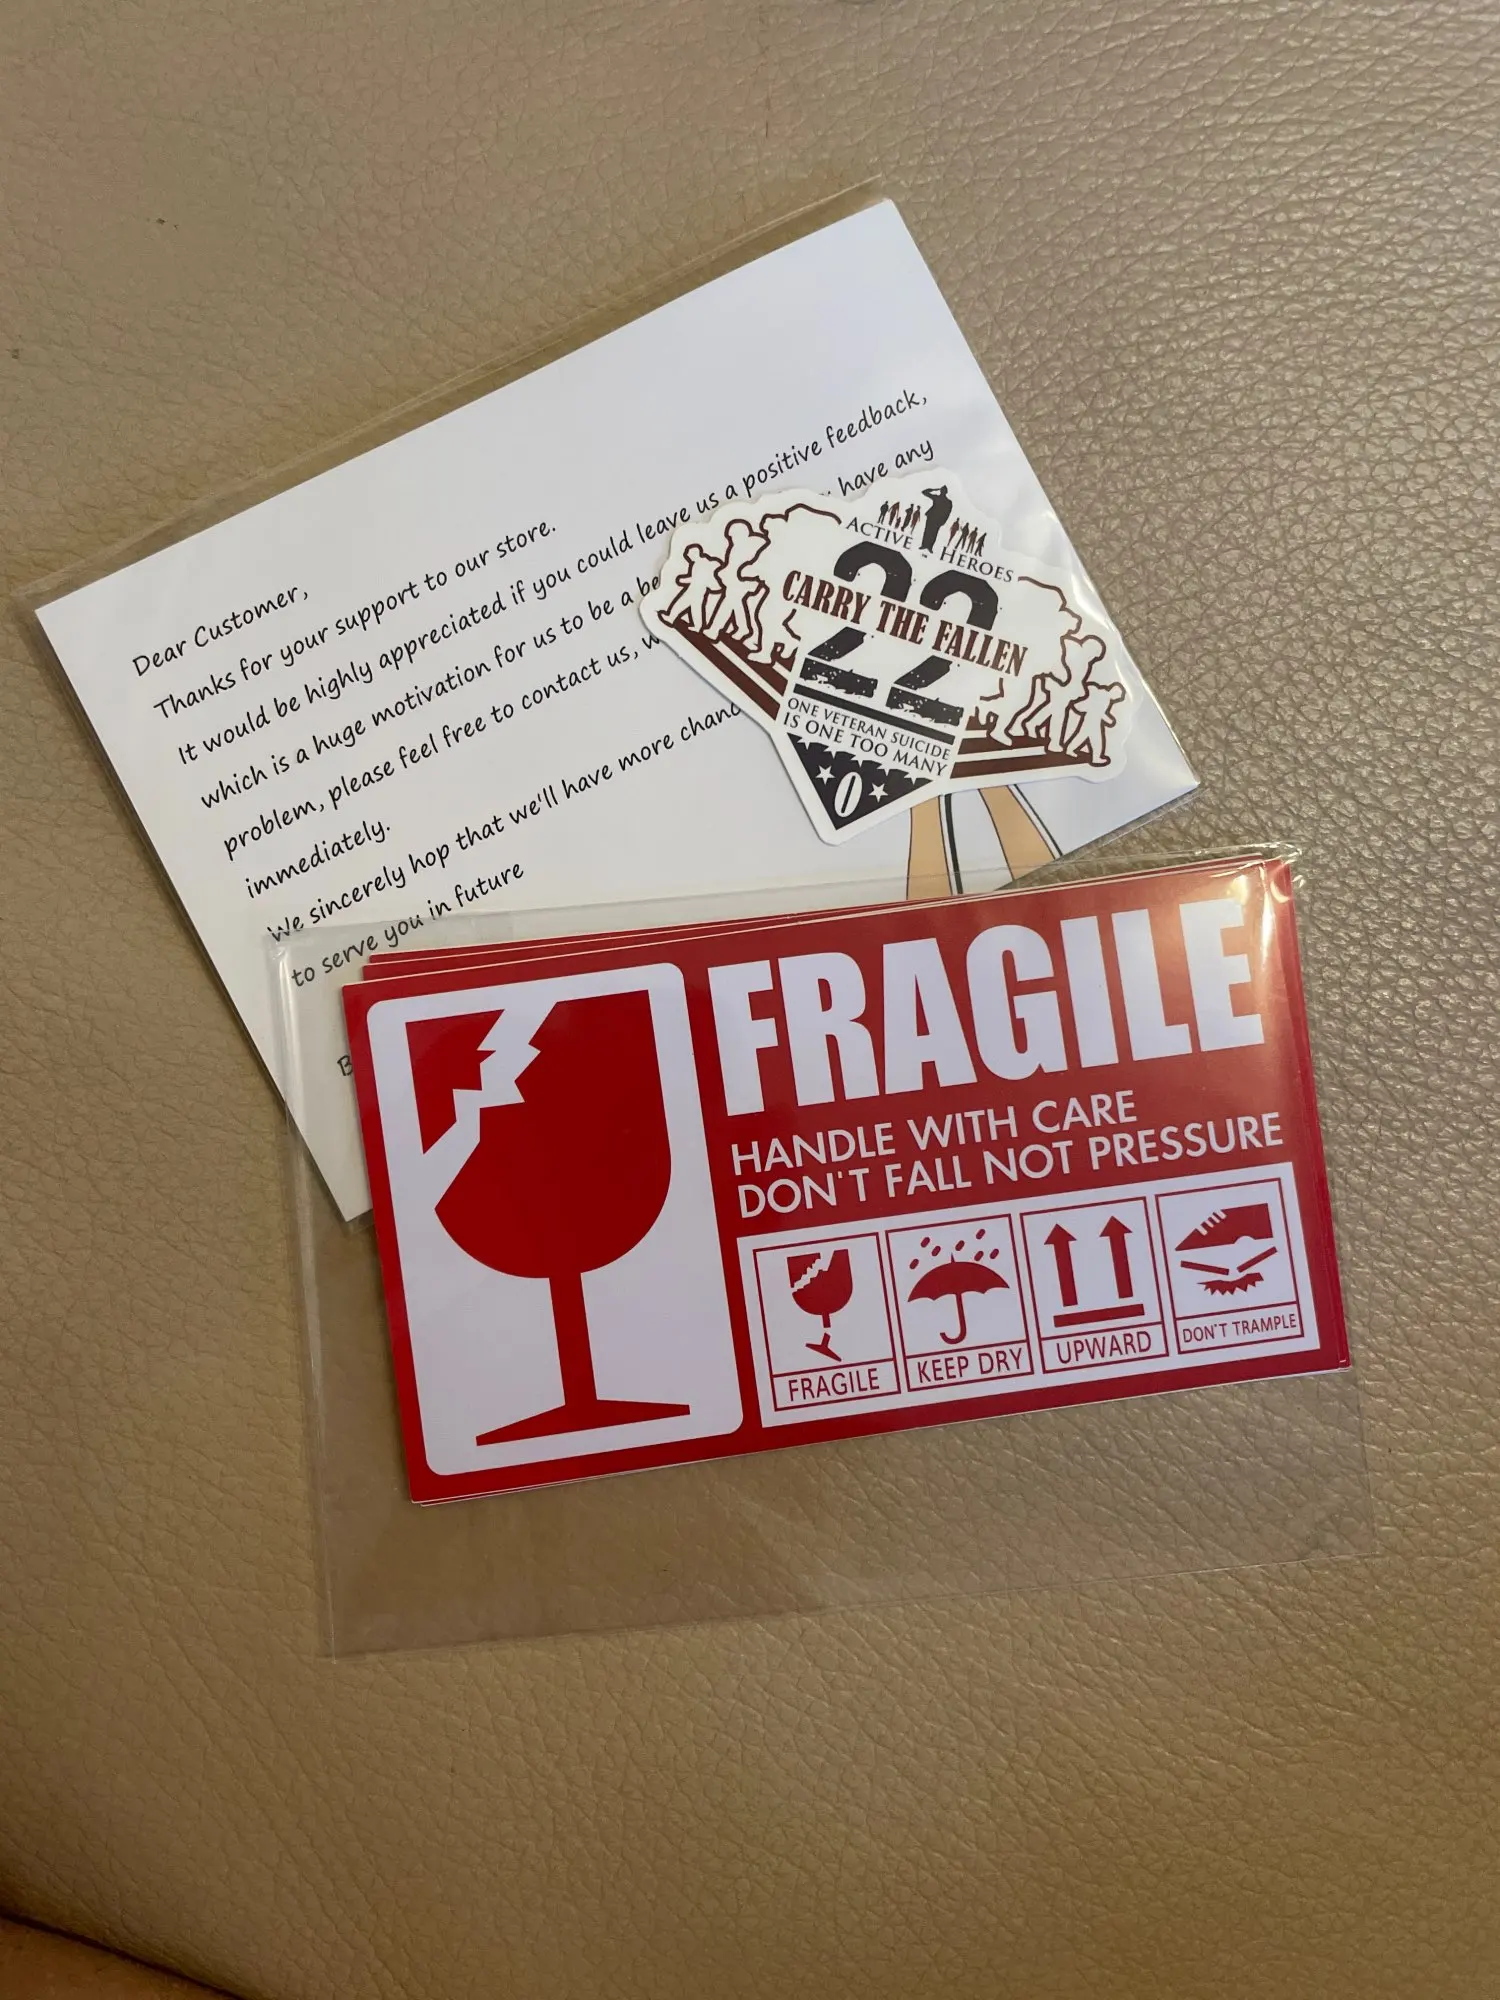 Dear Customer,
Thanks for your support to our store.
It would be highly appreciated if you could leave us a positive feedback,
which is a huge motivation for us to be a have any
problem, please feel free to contact us,
immediately.
We sincerely hop that we'll have more
to serve you in future
ACTIVE HEROES
22
CARRY THE FALLEN
ONE VETERAN SUICIDE
IS ONE TOO MANY
0
FRAGILE
HANDLE WITH CARE
DON'T FALL NOT PRESSURE
FRAGILE
KEEP DRY
UPWARD
DON'T TRAMPLE